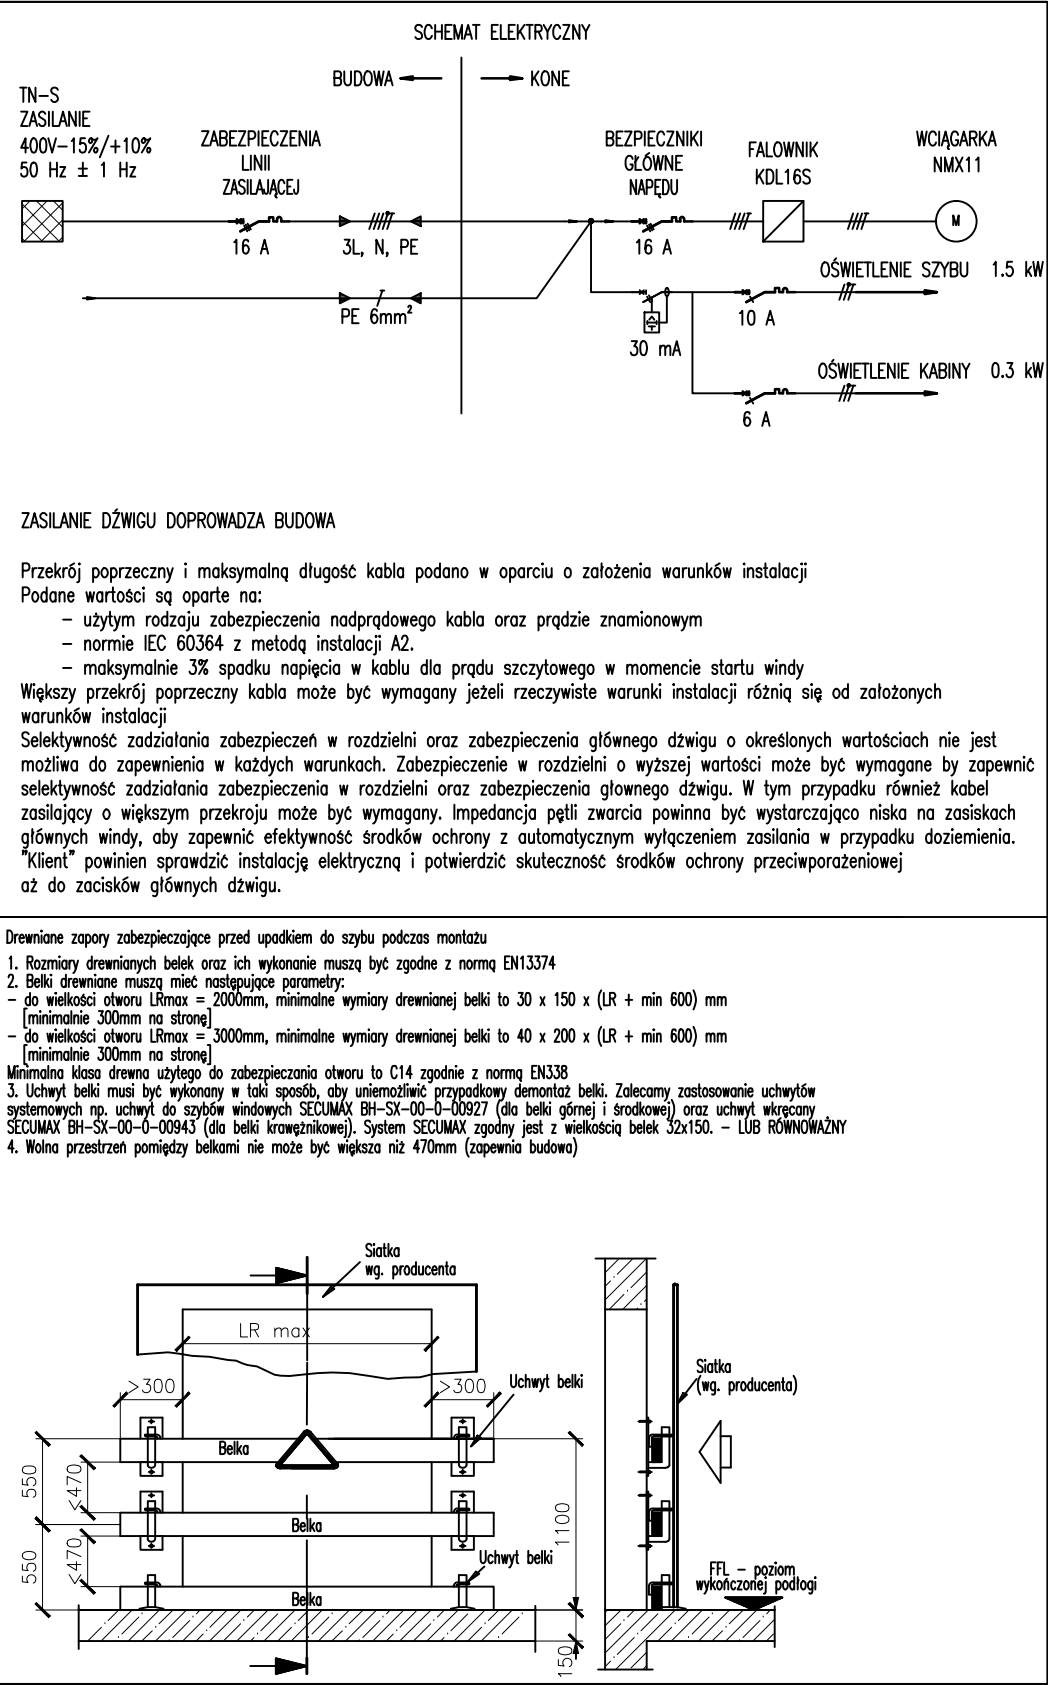 SCHEMAT ELEKTRYCZNY
BUDOWA
KONE
TN-S
ZASILANIE
400V-15%/+10%
50 Hz ± 1 Hz
ZABEZPIECZENIA
LINII
ZASILAJĄCEJ
BEZPIECZNIKI
GŁÓWNE
NAPĘDU
FALOWNIK
KDL16S
WCIĄGARKA
NMX11
16 A
3L, N, PE
16 A
M
OŚWIETLENIE SZYBU 1.5 kW
PE 6mm²
10 A
30 mA
OŚWIETLENIE KABINY 0.3 kW
6 A
ZASILANIE DŹWIGU DOPROWADZA BUDOWA
Przekrój poprzeczny i maksymalną długość kabla podano w oparciu o założenia warunków instalacji
Podane wartości są oparte na:
– użytym rodzaju zabezpieczenia nadprądowego kabla oraz prądzie znamionowym
– normie IEC 60364 z metodą instalacji A2.
– maksymalnie 3% spadku napięcia w kablu dla prądu szczytowego w momencie startu windy
Większy przekrój poprzeczny kabla może być wymagany jeżeli rzeczywiste warunki instalacji różnią się od założonych
warunków instalacji
Selektywność zadziałania zabezpieczeń w rozdzielni oraz zabezpieczenia głównego dźwigu o określonych wartościach nie jest
możliwa do zapewnienia w każdych warunkach. Zabezpieczenie w rozdzielni o wyższej wartości może być wymagane by zapewnić
selektywność zadziałania zabezpieczenia w rozdzielni oraz zabezpieczenia głownego dźwigu. W tym przypadku również kabel
zasilający o większym przekroju może być wymagany. Impedancja pętli zwarcia powinna być wystarczająco niska na zasiskach
głównych windy, aby zapewnić efektywność środków ochrony z automatycznym wyłączeniem zasilania w przypadku doziemienia.
"Klient" powinien sprawdzić instalację elektryczną i potwierdzić skuteczność środków ochrony przeciwporażeniowej
aż do zacisków głównych dźwigu.
Drewniane zapory zabezpieczające przed upadkiem do szybu podczas montażu
1. Rozmiary drewnianych belek oraz ich wykonanie muszą być zgodne z normą EN13374
2. Belki drewniane muszą mieć następujące parametry:
– do wielkości otworu LRmax = 2000mm, minimalne wymiary drewnianej belki to 30 x 150 x (LR + min 600) mm
[minimalnie 300mm na stronę]
– do wielkości otworu LRmax = 3000mm, minimalne wymiary drewnianej belki to 40 x 200 x (LR + min 600) mm
[minimalnie 300mm na stronę]
Minimalna klasa drewna użytego do zabezpieczania otworu to C14 zgodnie z normą EN338
3. Uchwyt belki musi być wykonany w taki sposób, aby uniemożliwić przypadkowy demontaż belki. Zalecamy zastosowanie uchwytów
systemowych np. uchwyt do szybów windowych SECUMAX BH-SX-00-0-00927 (dla belki górnej i środkowej) oraz uchwyt wkręcany
SECUMAX BH-SX-00-0-00943 (dla belki krawężnikowej). System SECUMAX zgodny jest z wielkością belek 32x150. – LUB RÓWNOWAŻNY
4. Wolna przestrzeń pomiędzy belkami nie może być większa niż 470mm (zapewnia budowa)
Siatka
wg. producenta
LR max
>300
>300
Uchwyt belki
Siatka
(wg. producenta)
Belka
550
≤470
Belka
1100
550
≤470
Uchwyt belki
Belka
FFL – poziom
wykończonej podłogi
150